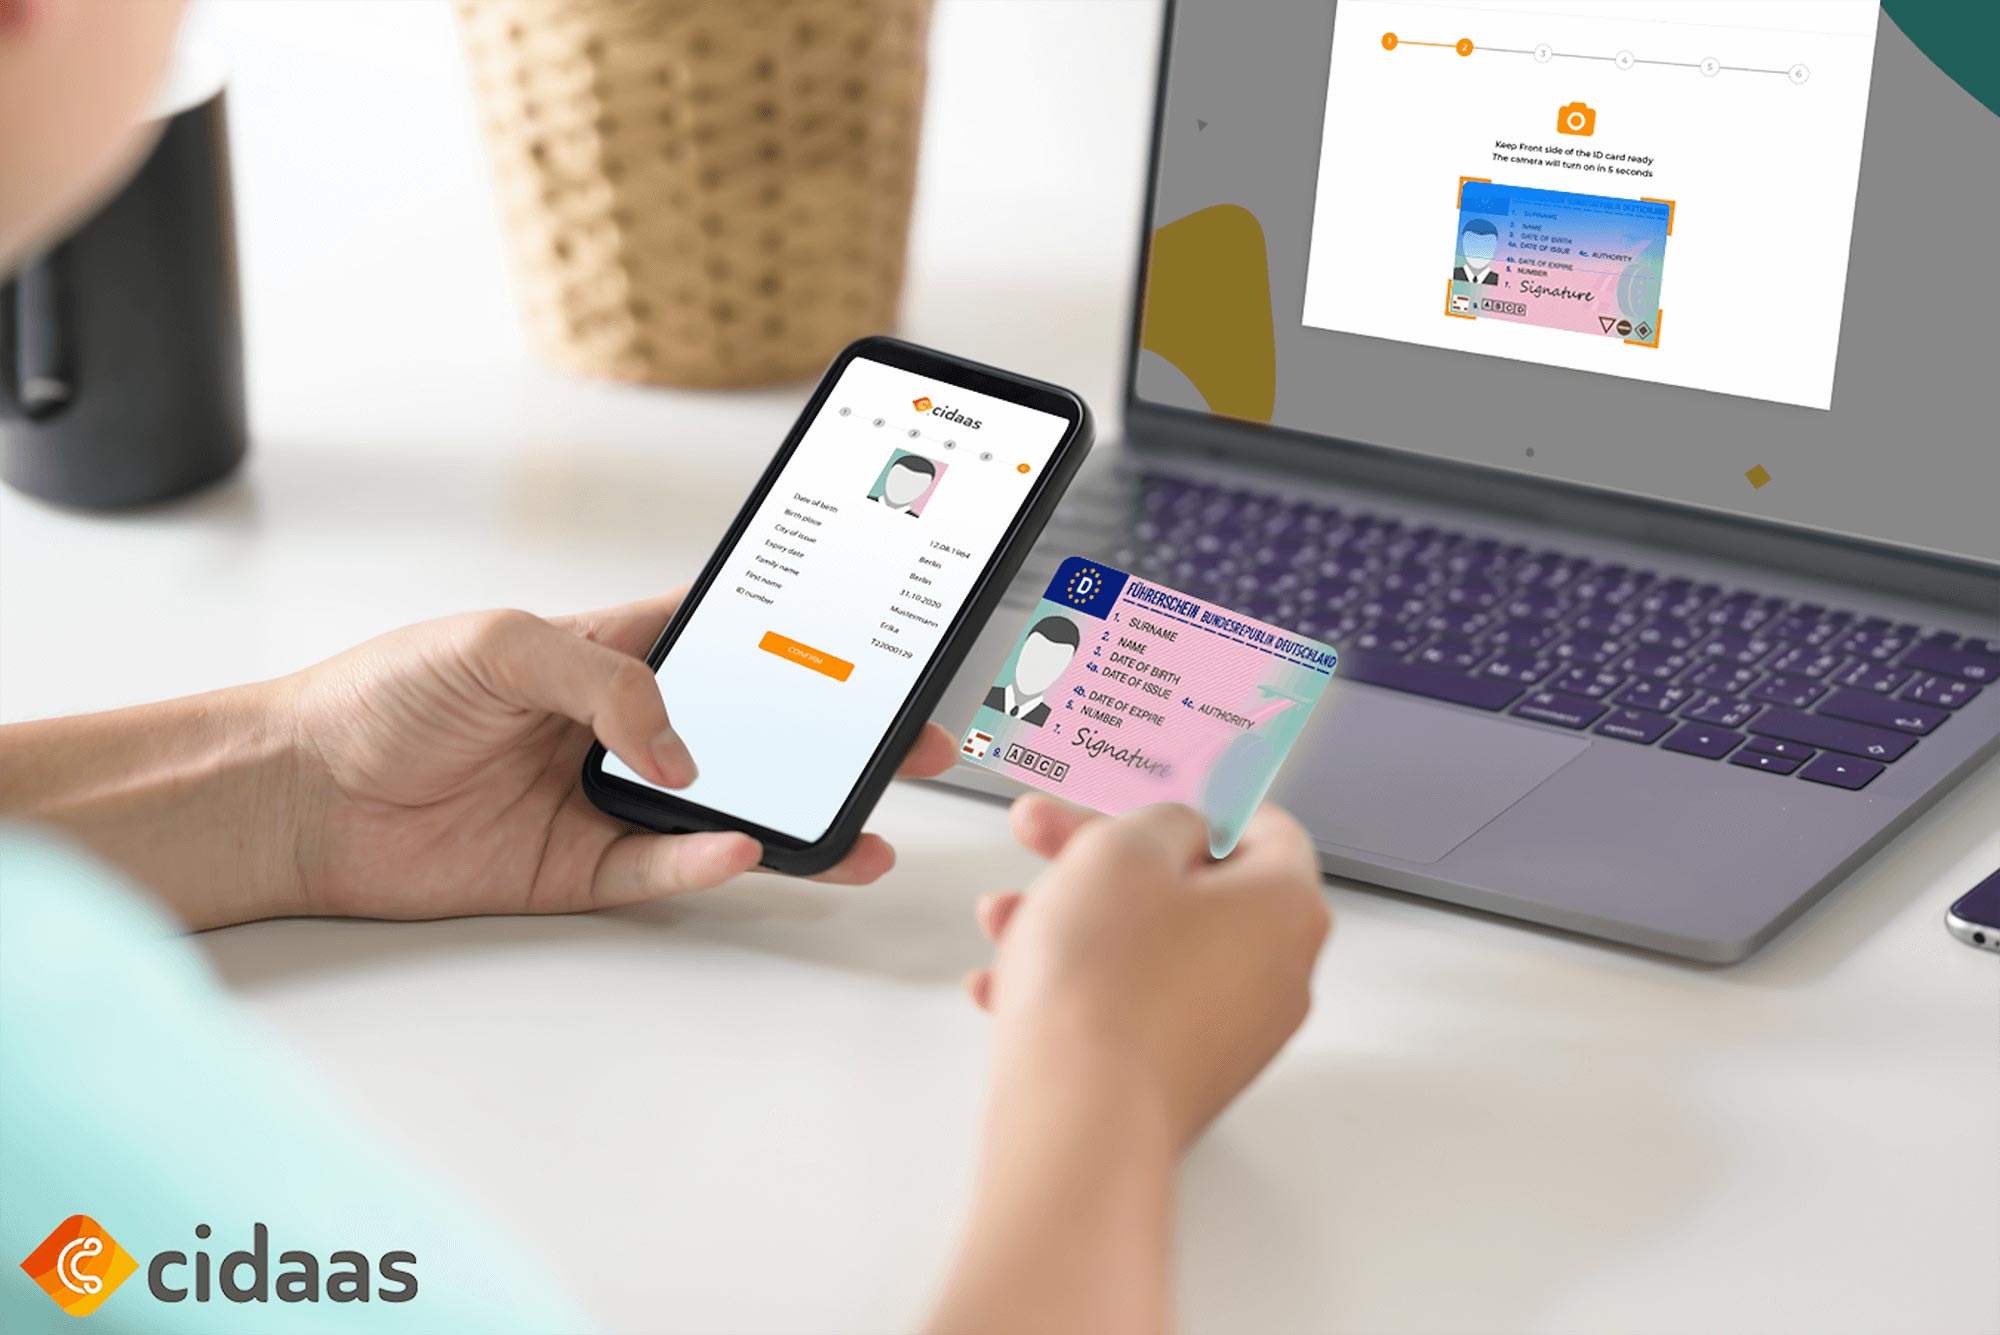 1 2 3 4 5 6
Keep Front side of the ID card ready
The camera will turn on in 5 seconds
BUNDESREPUBLIK DEUTSCHLAND
1. SURNAME
2. NAME
3. DATE OF BIRTH
4a. DATE OF ISSUE 4c. AUTHORITY
4b. DATE OF EXPIRE
5. NUMBER
7. Signature
9. A B C D
cidaas
1 2 3 4 5 6
Date of birth 12.08.1964
Birth place Berlin
City of issue Berlin
Expiry date 31.10.2020
Family name Mustermann
First name Erika
ID number T22000129
CONFIRM
D FÜHRERSCHEIN BUNDESREPUBLIK DEUTSCHLAND
1. SURNAME
2. NAME
3. DATE OF BIRTH
4a. DATE OF ISSUE 4c. AUTHORITY
4b. DATE OF EXPIRE
5. NUMBER
7. Signature
9. A B C D
option
cidaas